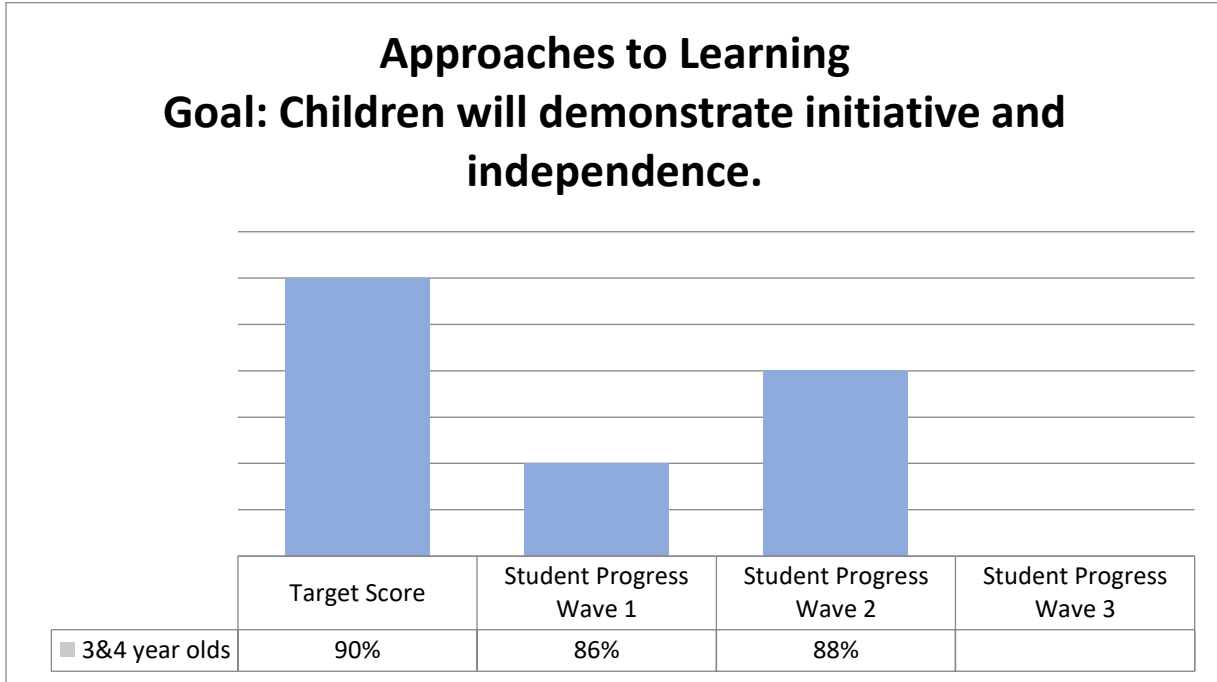 Approaches to Learning
Goal: Children will demonstrate initiative and
independence.
Target Score
Student Progress
Wave 1
Student Progress
Wave 2
Student Progress
Wave 3
3&4 year olds
90%
86%
88%